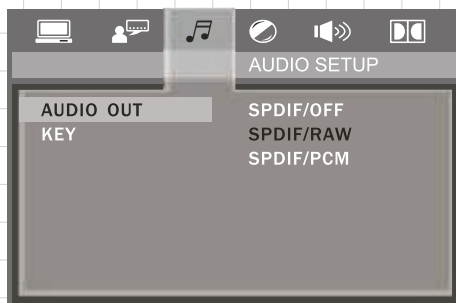 AUDIO SETUP
AUDIO OUT SPDIF/OFF
KEY SPDIF/RAW
SPDIF/PCM